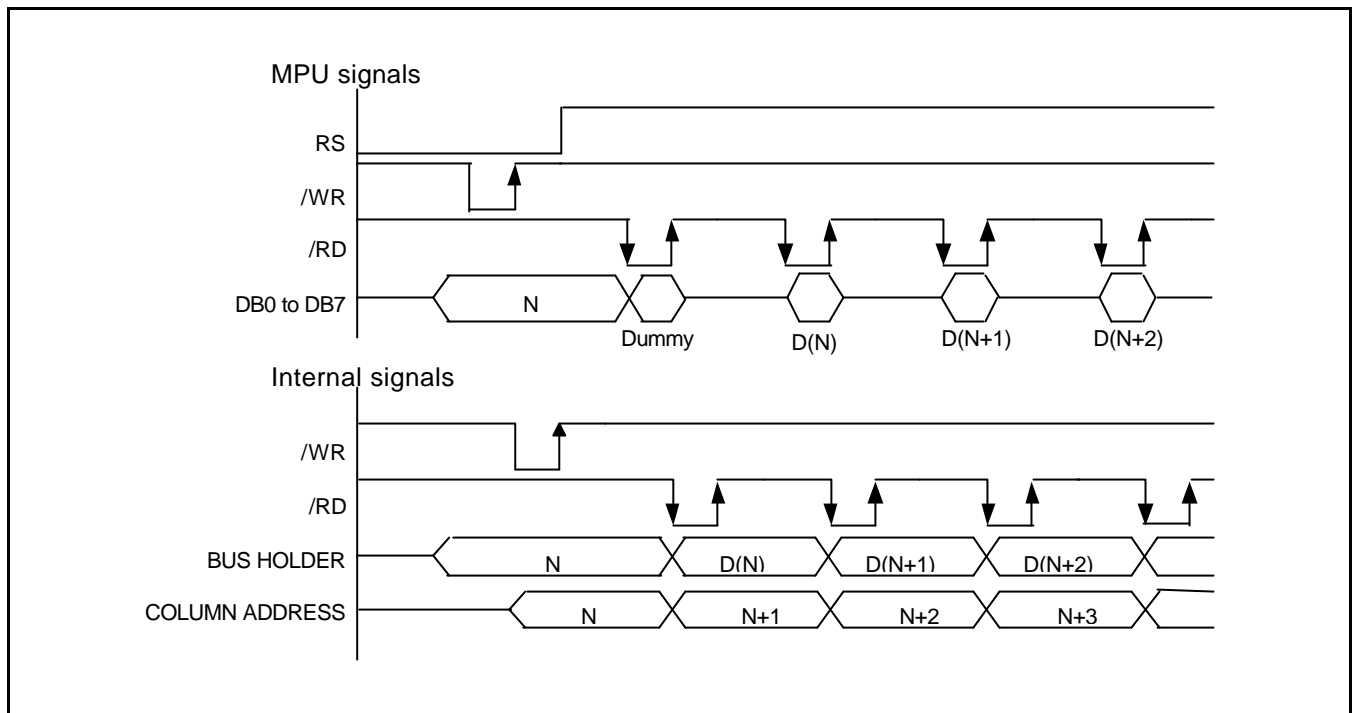 MPU signals
RS
/WR
/RD
DB0 to DB7
N
Dummy
D(N)
D(N+1)
D(N+2)
Internal signals
/WR
/RD
BUS HOLDER
N
D(N)
D(N+1)
D(N+2)
COLUMN ADDRESS
N
N+1
N+2
N+3